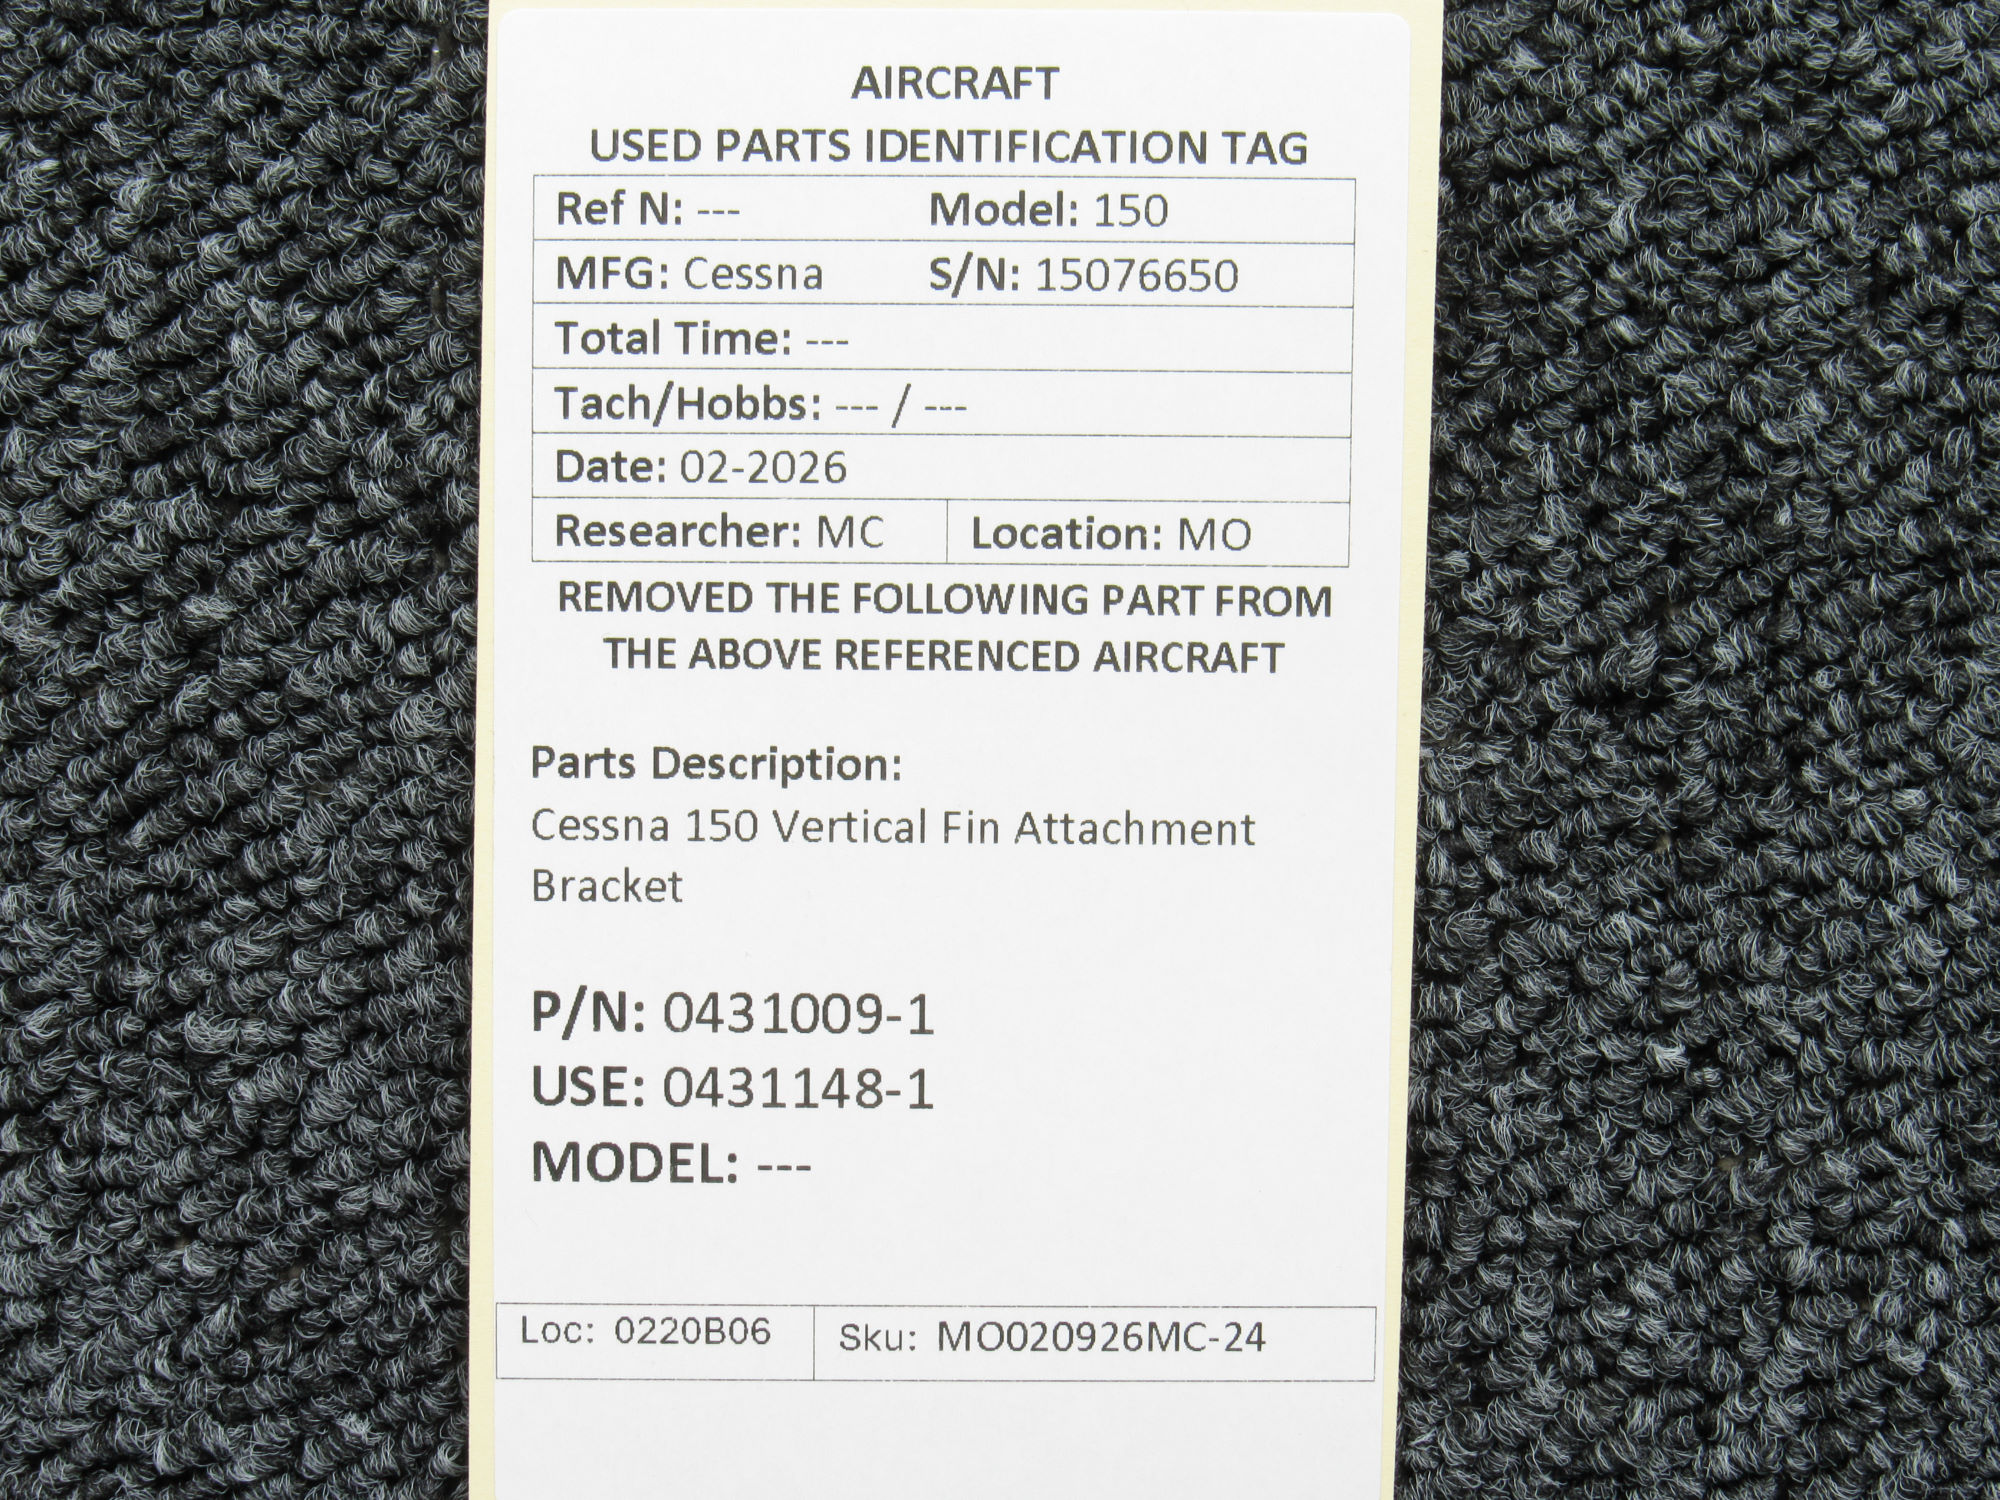 AIRCRAFT
USED PARTS IDENTIFICATION TAG
Ref N: --- Model: 150
MFG: Cessna S/N: 15076650
Total Time: ---
Tach/Hobbs: --- / ---
Date: 02-2026
Researcher: MC Location: MO
REMOVED THE FOLLOWING PART FROM
THE ABOVE REFERENCED AIRCRAFT
Parts Description:
Cessna 150 Vertical Fin Attachment
Bracket
P/N: 0431009-1
USE: 0431148-1
MODEL: ---
Loc: 0220B06 Sku: MO020926MC-24